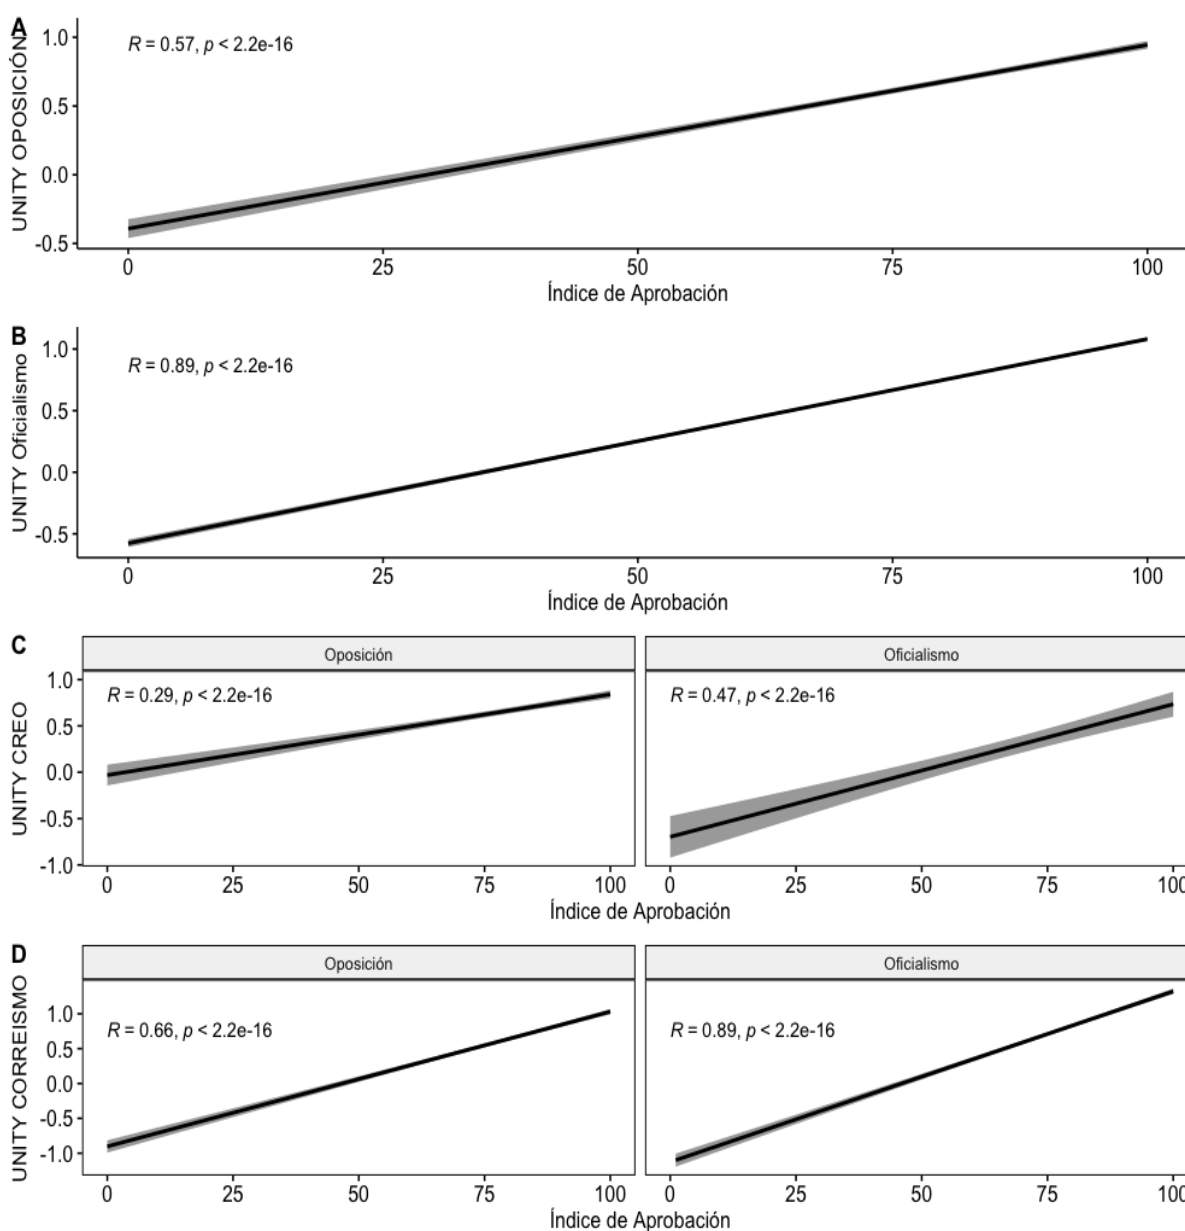 A
UNITY OPOSICIÓN
1.0
0.5
0.0
-0.5
R = 0.57, p < 2.2e-16
0 25 50 75 100
Índice de Aprobación
B
UNITY Oficialismo
1.0
0.5
0.0
-0.5
R = 0.89, p < 2.2e-16
0 25 50 75 100
Índice de Aprobación
C
Oposición Oficialismo
UNITY CREO
1.0
0.5
0.0
-0.5
-1.0
R = 0.29, p < 2.2e-16 R = 0.47, p < 2.2e-16
0 25 50 75 100 0 25 50 75 100
Índice de Aprobación
D
Oposición Oficialismo
UNITY CORREISMO
1.0
0.5
0.0
-0.5
-1.0
R = 0.66, p < 2.2e-16 R = 0.89, p < 2.2e-16
0 25 50 75 100 0 25 50 75 100
Índice de Aprobación